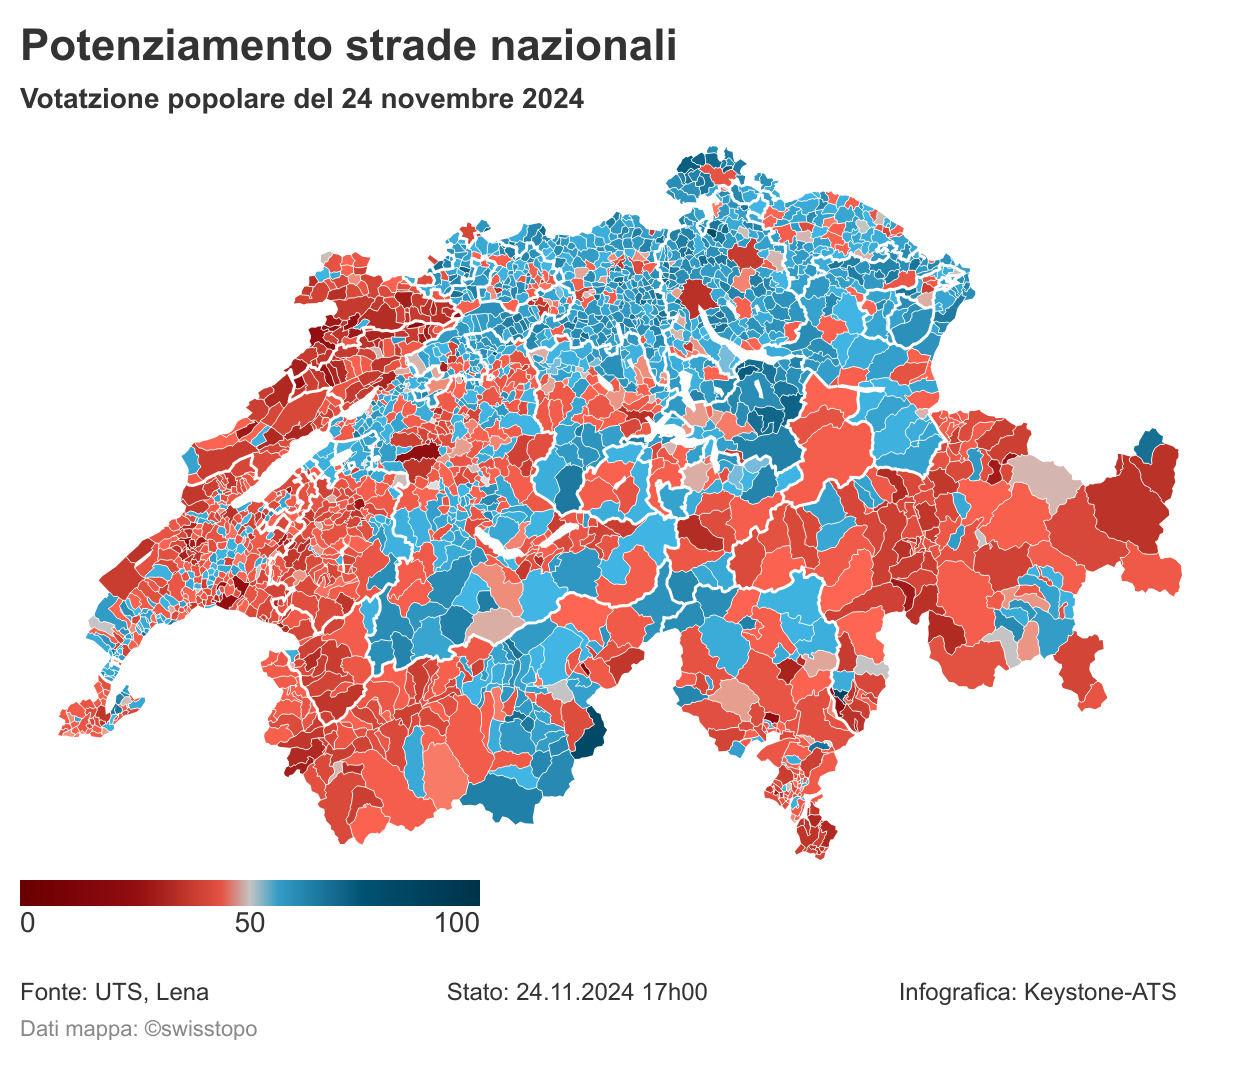 Potenziamento strade nazionali
Votatzione popolare del 24 novembre 2024
0 50 100
Fonte: UTS, Lena Stato: 24.11.2024 17h00 Infografica: Keystone-ATS
Dati mappa: ©swisstopo